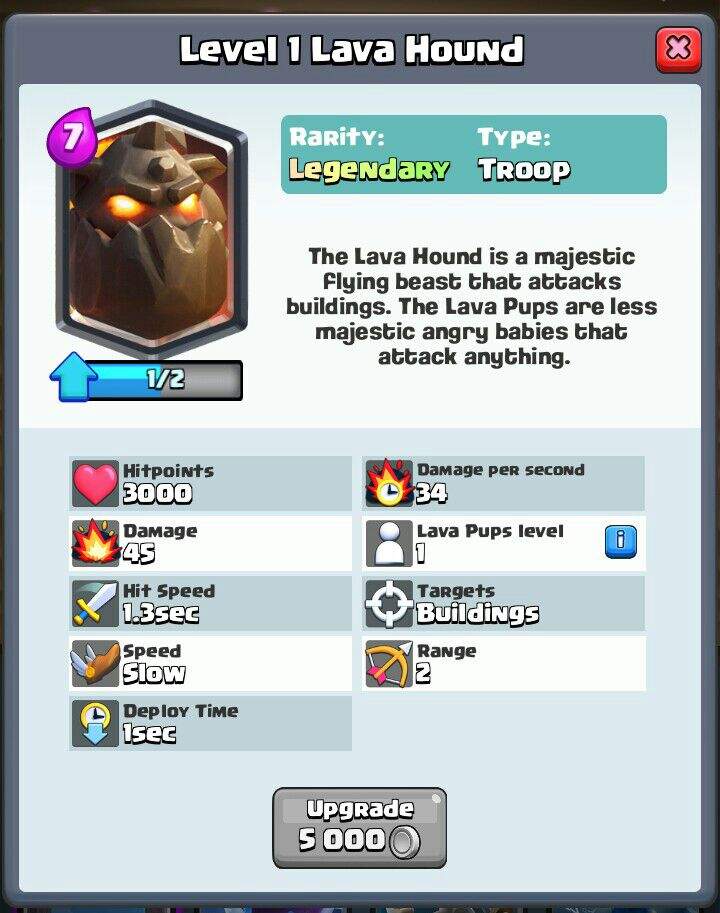 Level 1 Lava Hound
7
Rarity:
Legendary
Type:
Troop
The Lava Hound is a majestic
flying beast that attacks
buildings. The Lava Pups are less
majestic angry babies that
attack anything.
1/2
Hitpoints
3000
Damage per second
34
Damage
45
Lava Pups level
1
i
Hit Speed
1.3sec
Targets
Buildings
Speed
Slow
Range
2
Deploy Time
1sec
Upgrade
5 000